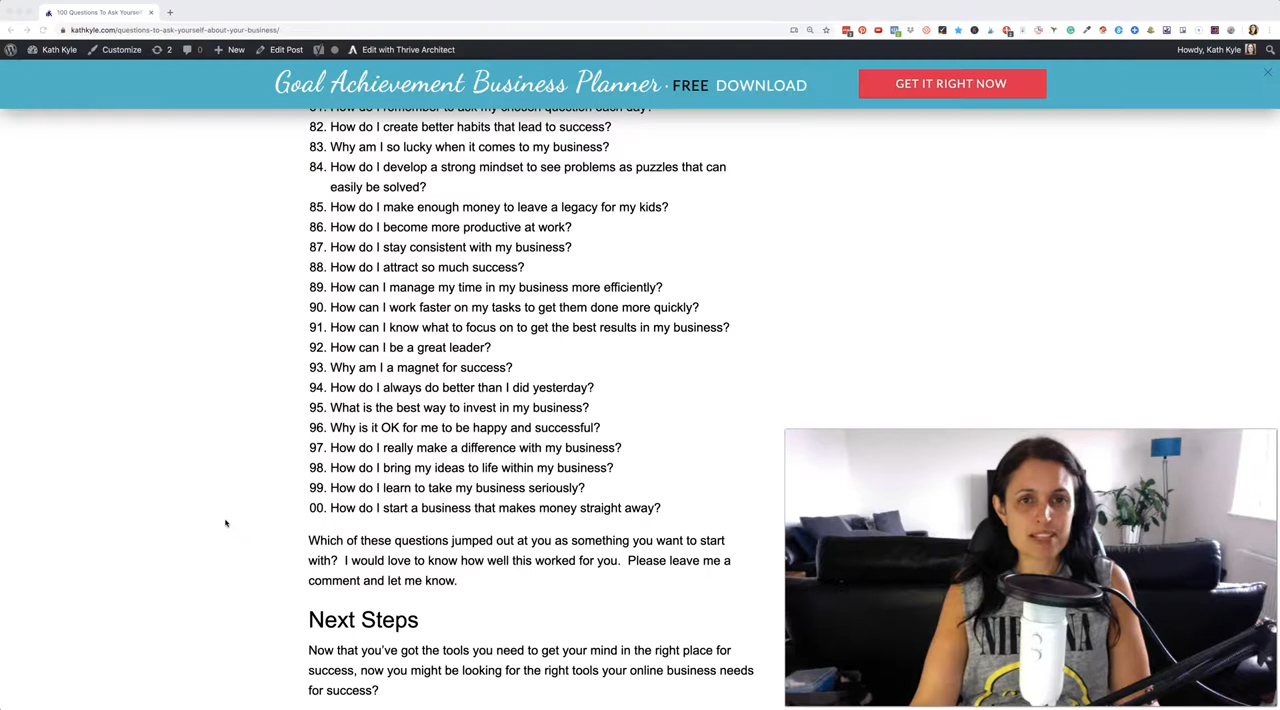 100 Questions To Ask Yourself
kathkyle.com/questions-to-ask-yourself-about-your-business/
Kath Kyle Customize 2 0 New Edit Post Edit with Thrive Architect Howdy, Kath Kyle
Goal Achievement Business Planner · FREE DOWNLOAD GET IT RIGHT NOW
81. How do I remember to ask my chosen question each day?
82. How do I create better habits that lead to success?
83. Why am I so lucky when it comes to my business?
84. How do I develop a strong mindset to see problems as puzzles that can
easily be solved?
85. How do I make enough money to leave a legacy for my kids?
86. How do I become more productive at work?
87. How do I stay consistent with my business?
88. How do I attract so much success?
89. How can I manage my time in my business more efficiently?
90. How can I work faster on my tasks to get them done more quickly?
91. How can I know what to focus on to get the best results in my business?
92. How can I be a great leader?
93. Why am I a magnet for success?
94. How do I always do better than I did yesterday?
95. What is the best way to invest in my business?
96. Why is it OK for me to be happy and successful?
97. How do I really make a difference with my business?
98. How do I bring my ideas to life within my business?
99. How do I learn to take my business seriously?
00. How do I start a business that makes money straight away?
Which of these questions jumped out at you as something you want to start
with? I would love to know how well this worked for you. Please leave me a
comment and let me know.
Next Steps
Now that you've got the tools you need to get your mind in the right place for
success, now you might be looking for the right tools your online business needs
for success?
NIRVANA